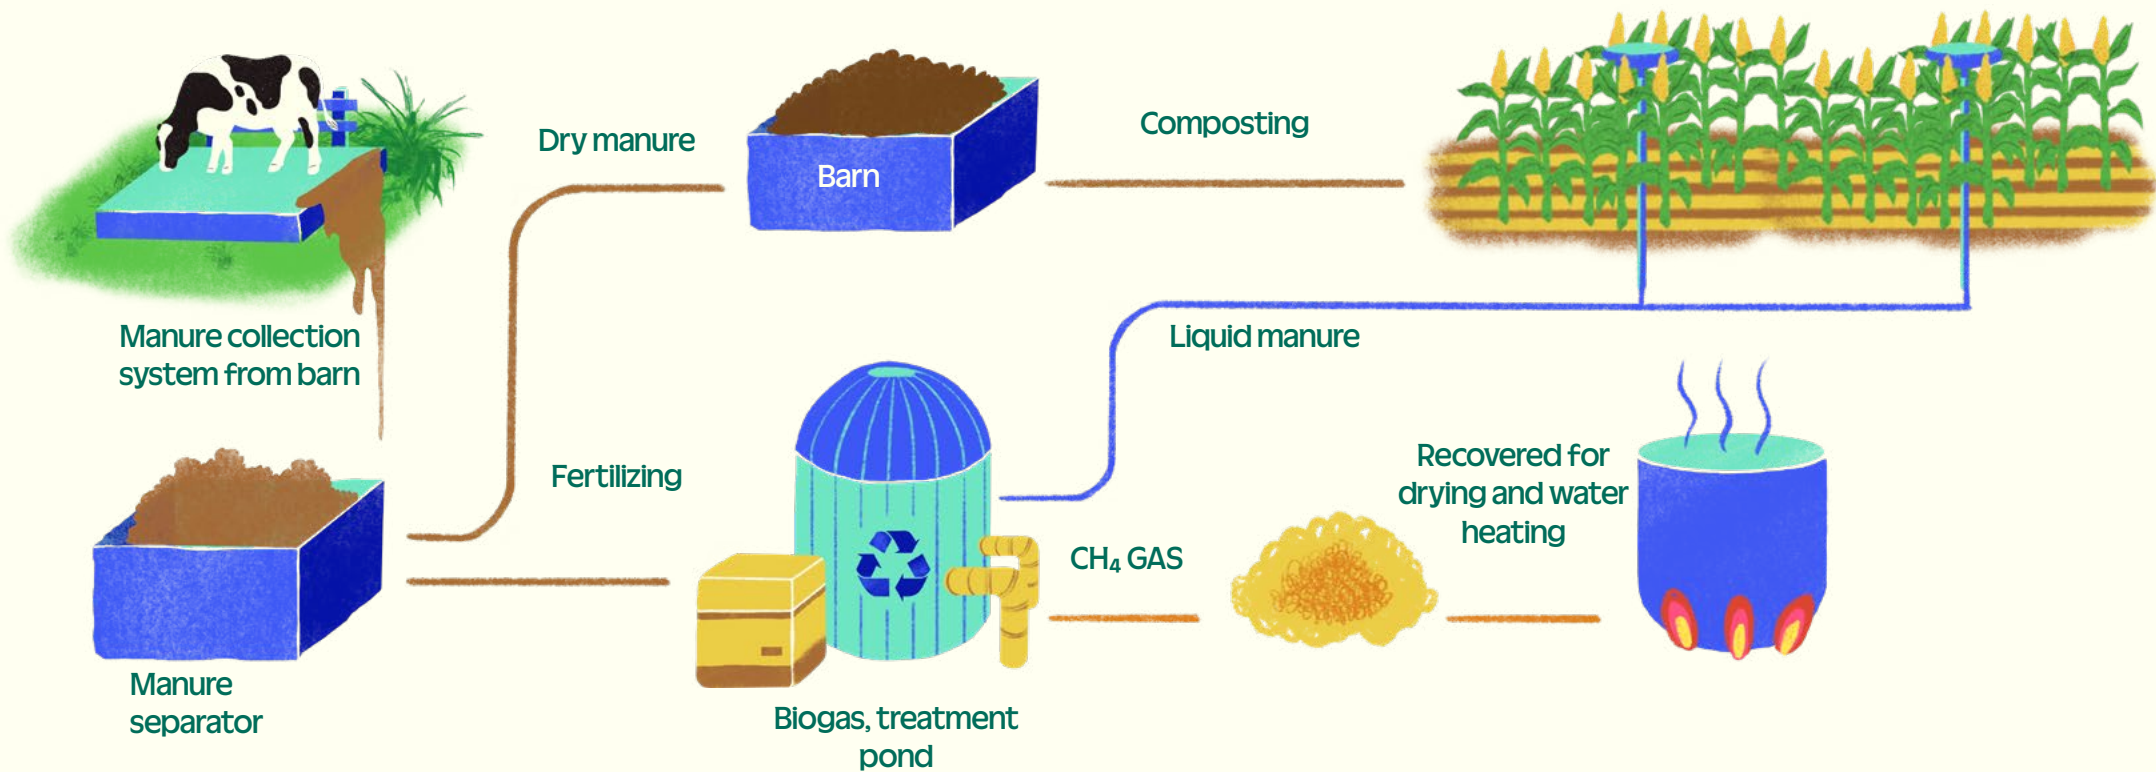 Dry manure
Barn
Composting
Manure collection
system from barn
Liquid manure
Fertilizing
Recovered for
drying and water
heating
CH₄ GAS
Manure
separator
Biogas, treatment
pond